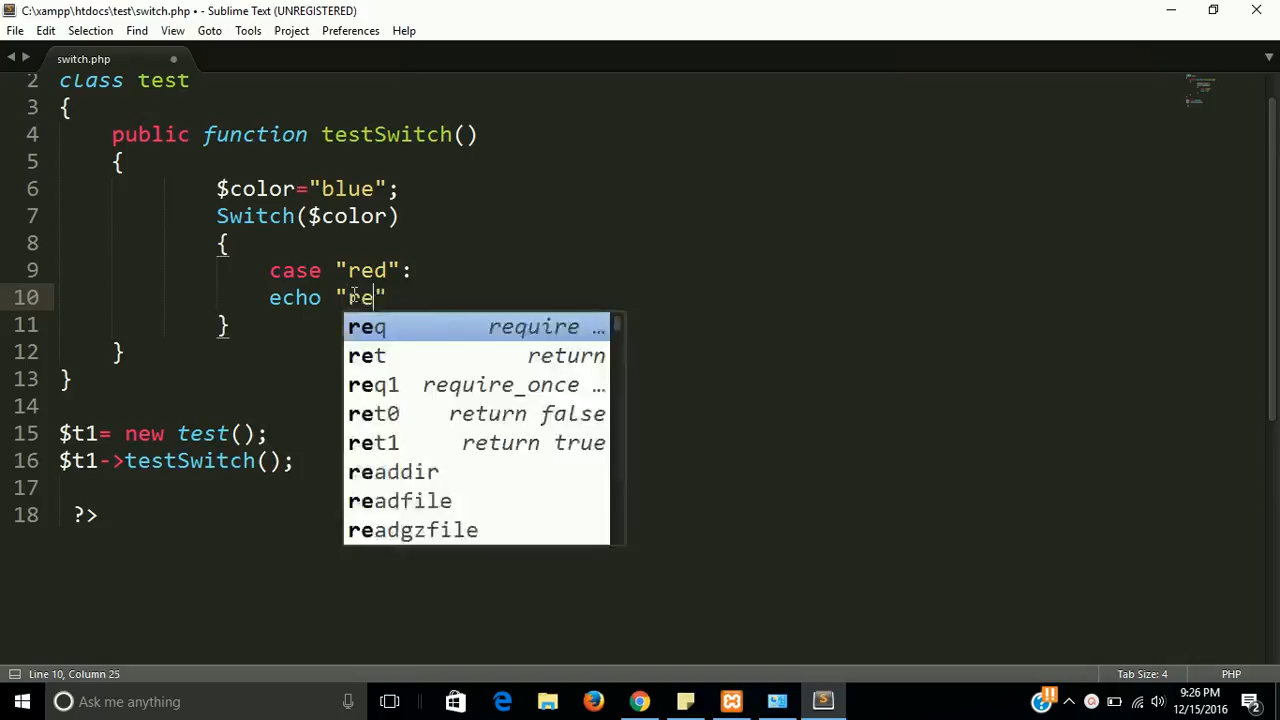 C:\xampp\htdocs\test\switch.php • - Sublime Text (UNREGISTERED)
File Edit Selection Find View Goto Tools Project Preferences Help
switch.php
2 class test
3 {
4 public function testSwitch()
5 {
6 $color="blue";
7 Switch($color)
8 {
9 case "red":
10 echo "re"
req require …
11 }
ret return
12 }
req1 require_once …
13 }
ret0 return false
14
15 $t1= new test();
ret1 return true
16 $t1->testSwitch();
readdir
17
readfile
18 ?>
readgzfile
Line 10, Column 25 Tab Size: 4 PHP
Ask me anything
9:26 PM
12/15/2016
2